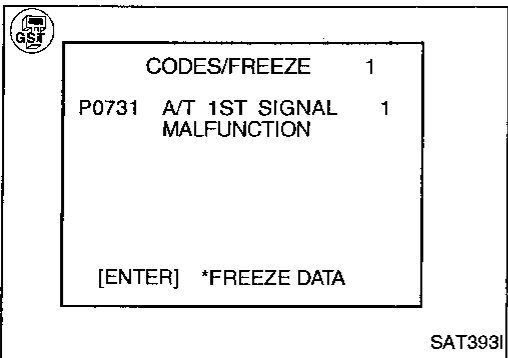 GST
CODES/FREEZE 1
P0731 A/T 1ST SIGNAL 1
MALFUNCTION
[ENTER] *FREEZE DATA
SAT393I